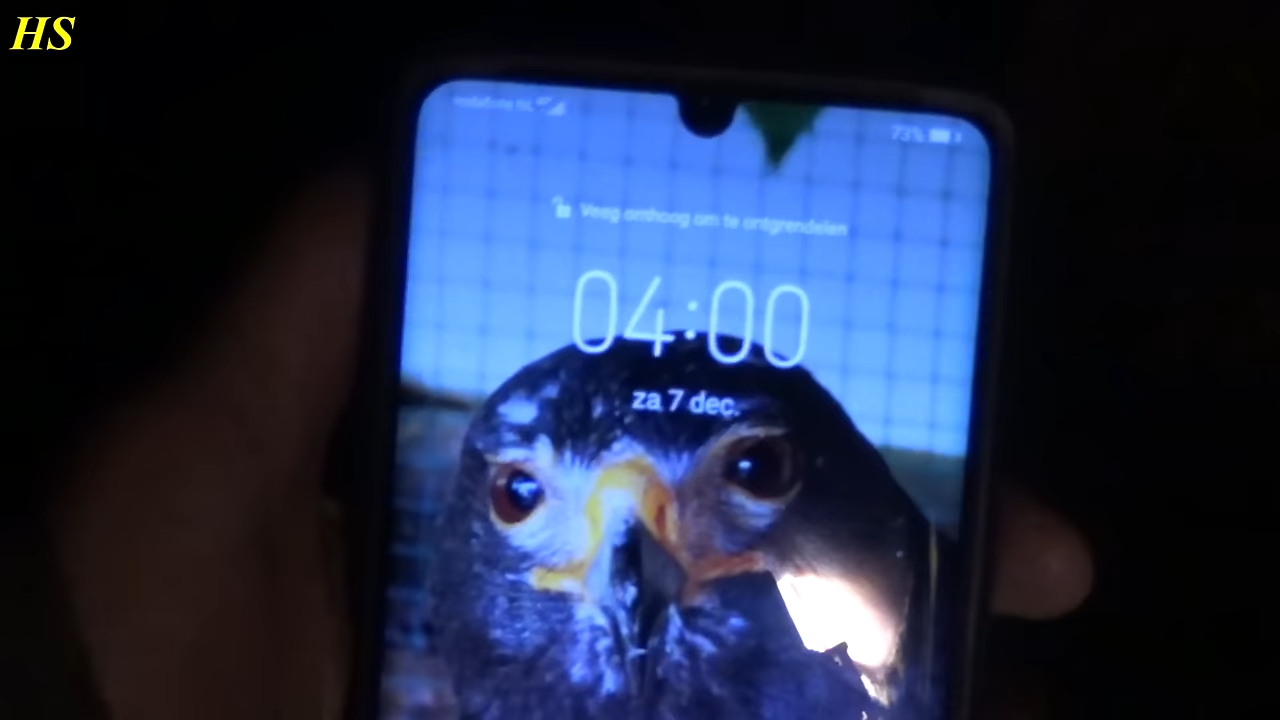 HS
vodafone NL
73%
Veeg omhoog om te ontgrendelen
04:00
za 7 dec.